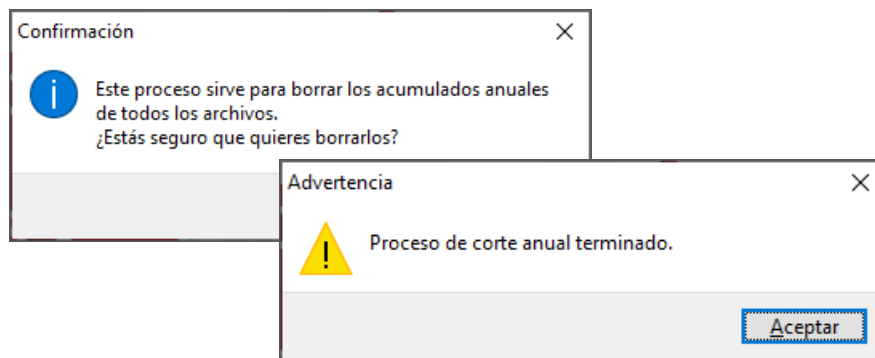 Confirmación
Este proceso sirve para borrar los acumulados anuales
de todos los archivos.
¿Estás seguro que quieres borrarlos?
Advertencia
Proceso de corte anual terminado.
Aceptar